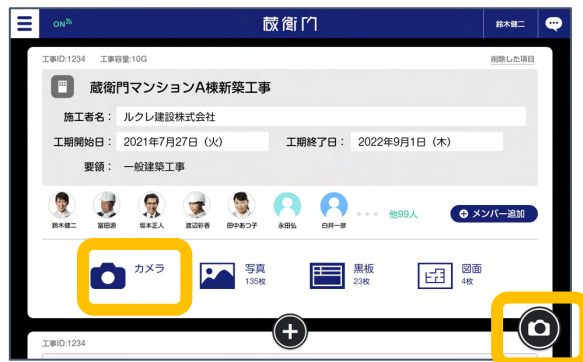 ON
蔵衛門
鈴木健二
工事ID:1234 工事容量:10G 削除した項目
蔵衛門マンションA棟新築工事
施工者名： ルクレ建設株式会社
工期開始日： 2021年7月27日（火） 工期終了日： 2022年9月1日（木）
要領： 一般建築工事
鈴木健二 富田源 坂本正人 渡辺彩香 田中あつ子 永田弘 白井一彦 他99人 メンバー追加
カメラ 写真 黒板 図面
135枚 23枚 4枚
工事ID:1234